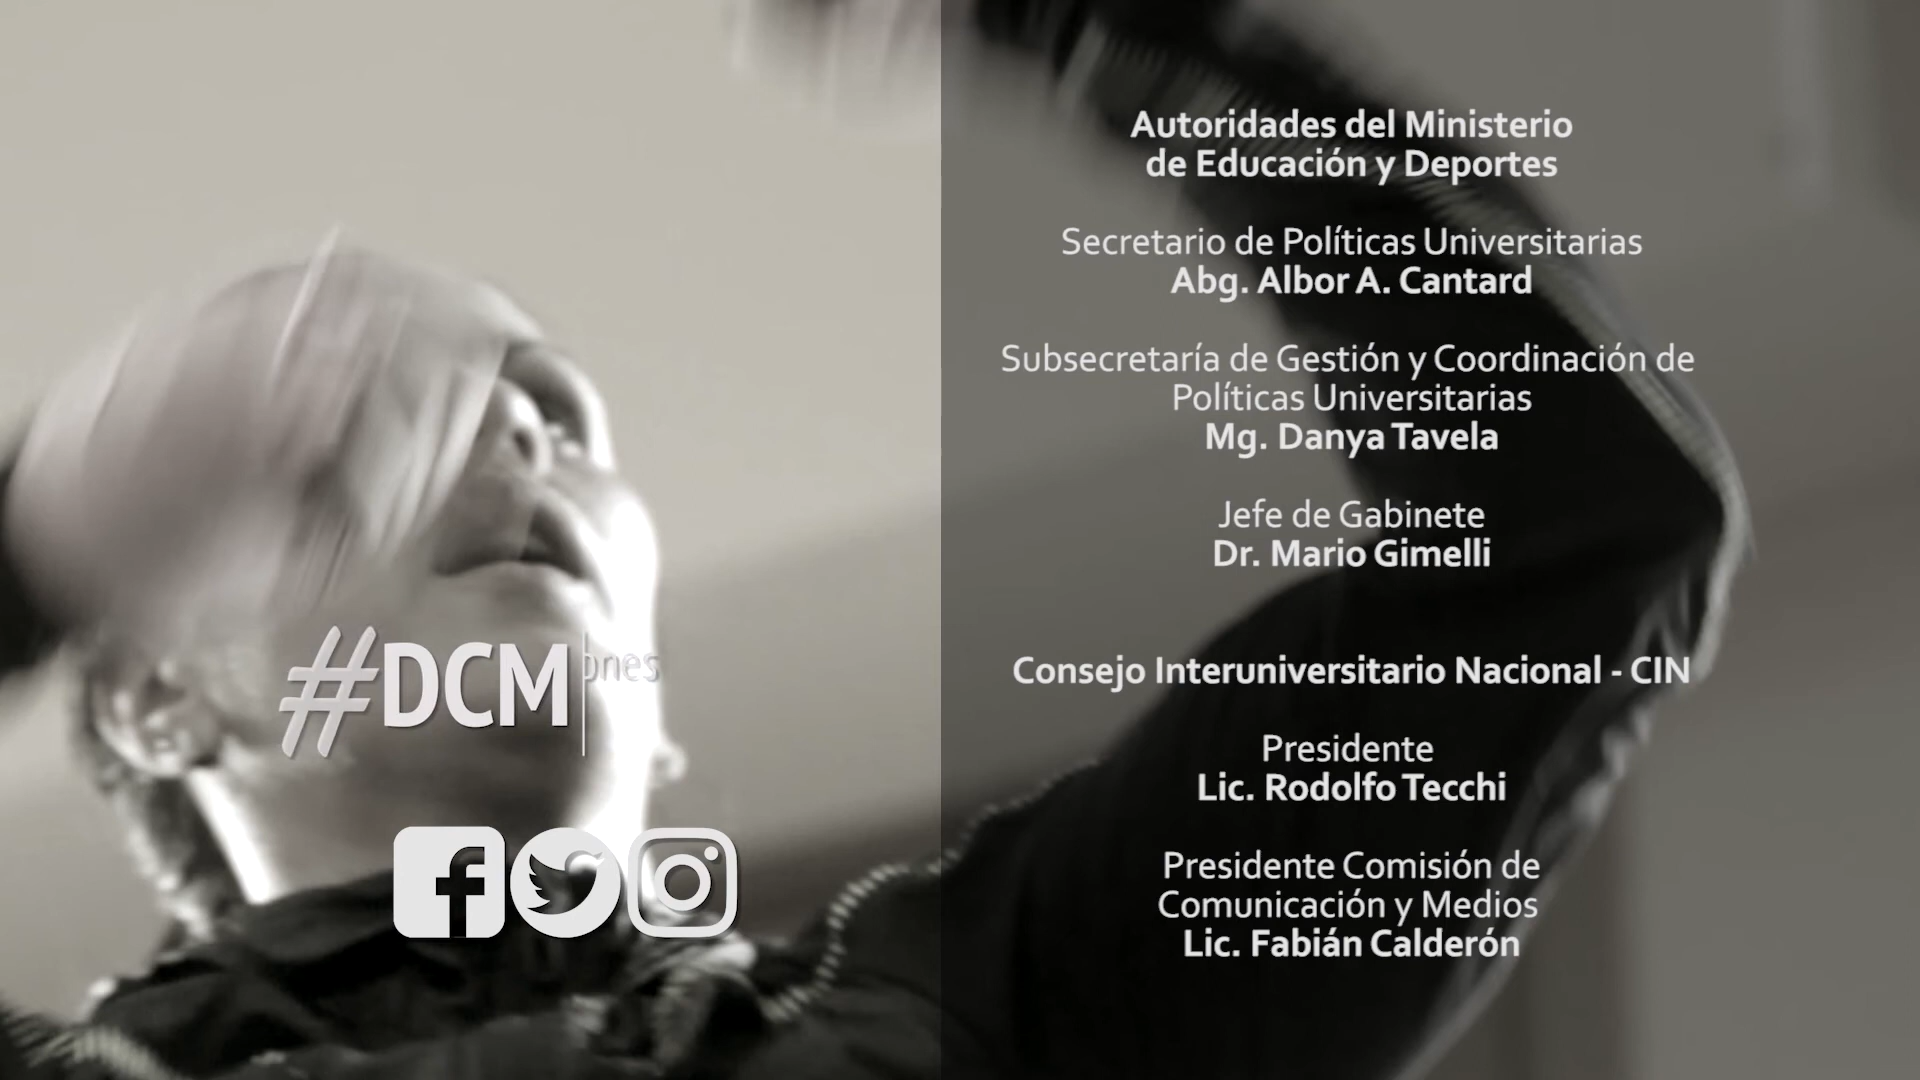 Autoridades del Ministerio
de Educación y Deportes
Secretario de Políticas Universitarias
Abg. Albor A. Cantard
Subsecretaría de Gestión y Coordinación de
Políticas Universitarias
Mg. Danya Tavela
Jefe de Gabinete
Dr. Mario Gimelli
Consejo Interuniversitario Nacional - CIN
Presidente
Lic. Rodolfo Tecchi
Presidente Comisión de
Comunicación y Medios
Lic. Fabián Calderón
#DCM